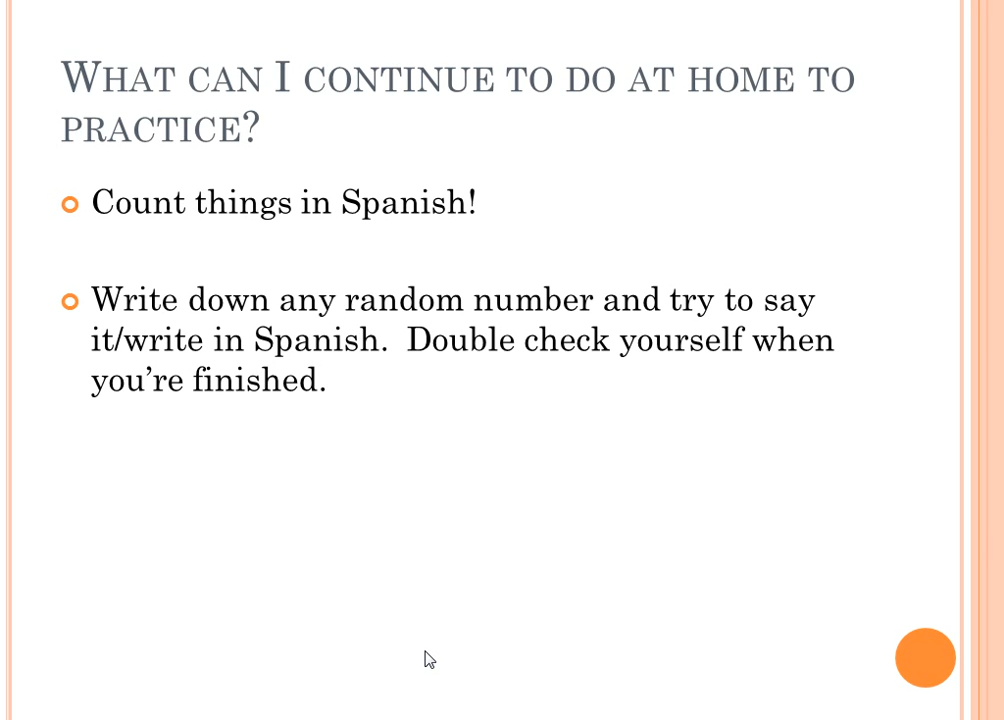 WHAT CAN I CONTINUE TO DO AT HOME TO
PRACTICE?
Count things in Spanish!
Write down any random number and try to say
it/write in Spanish.  Double check yourself when
you’re finished.